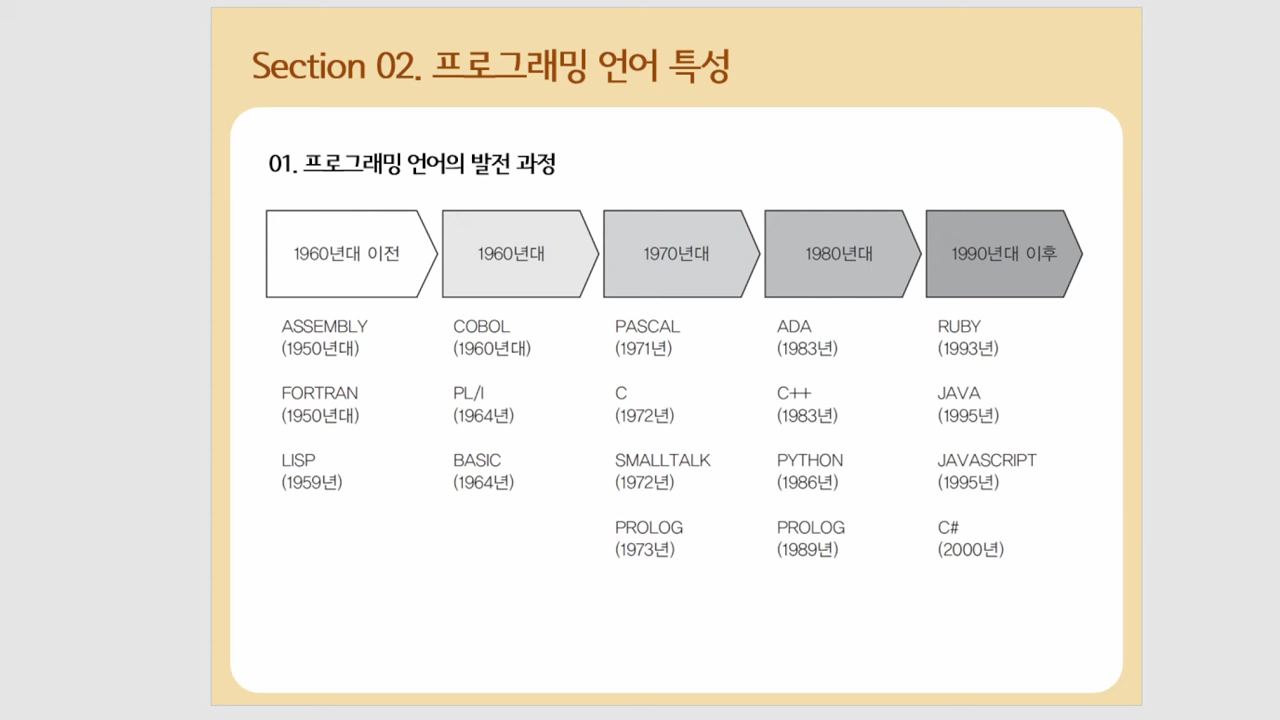 Section 02. 프로그래밍 언어 특성
01. 프로그래밍 언어의 발전 과정
1960년대 이전
1960년대
1970년대
1980년대
1990년대 이후
ASSEMBLY
(1950년대)
FORTRAN
(1950년대)
LISP
(1959년)
COBOL
(1960년대)
PL/I
(1964년)
BASIC
(1964년)
PASCAL
(1971년)
C
(1972년)
SMALLTALK
(1972년)
PROLOG
(1973년)
ADA
(1983년)
C++
(1983년)
PYTHON
(1986년)
PROLOG
(1989년)
RUBY
(1993년)
JAVA
(1995년)
JAVASCRIPT
(1995년)
C#
(2000년)